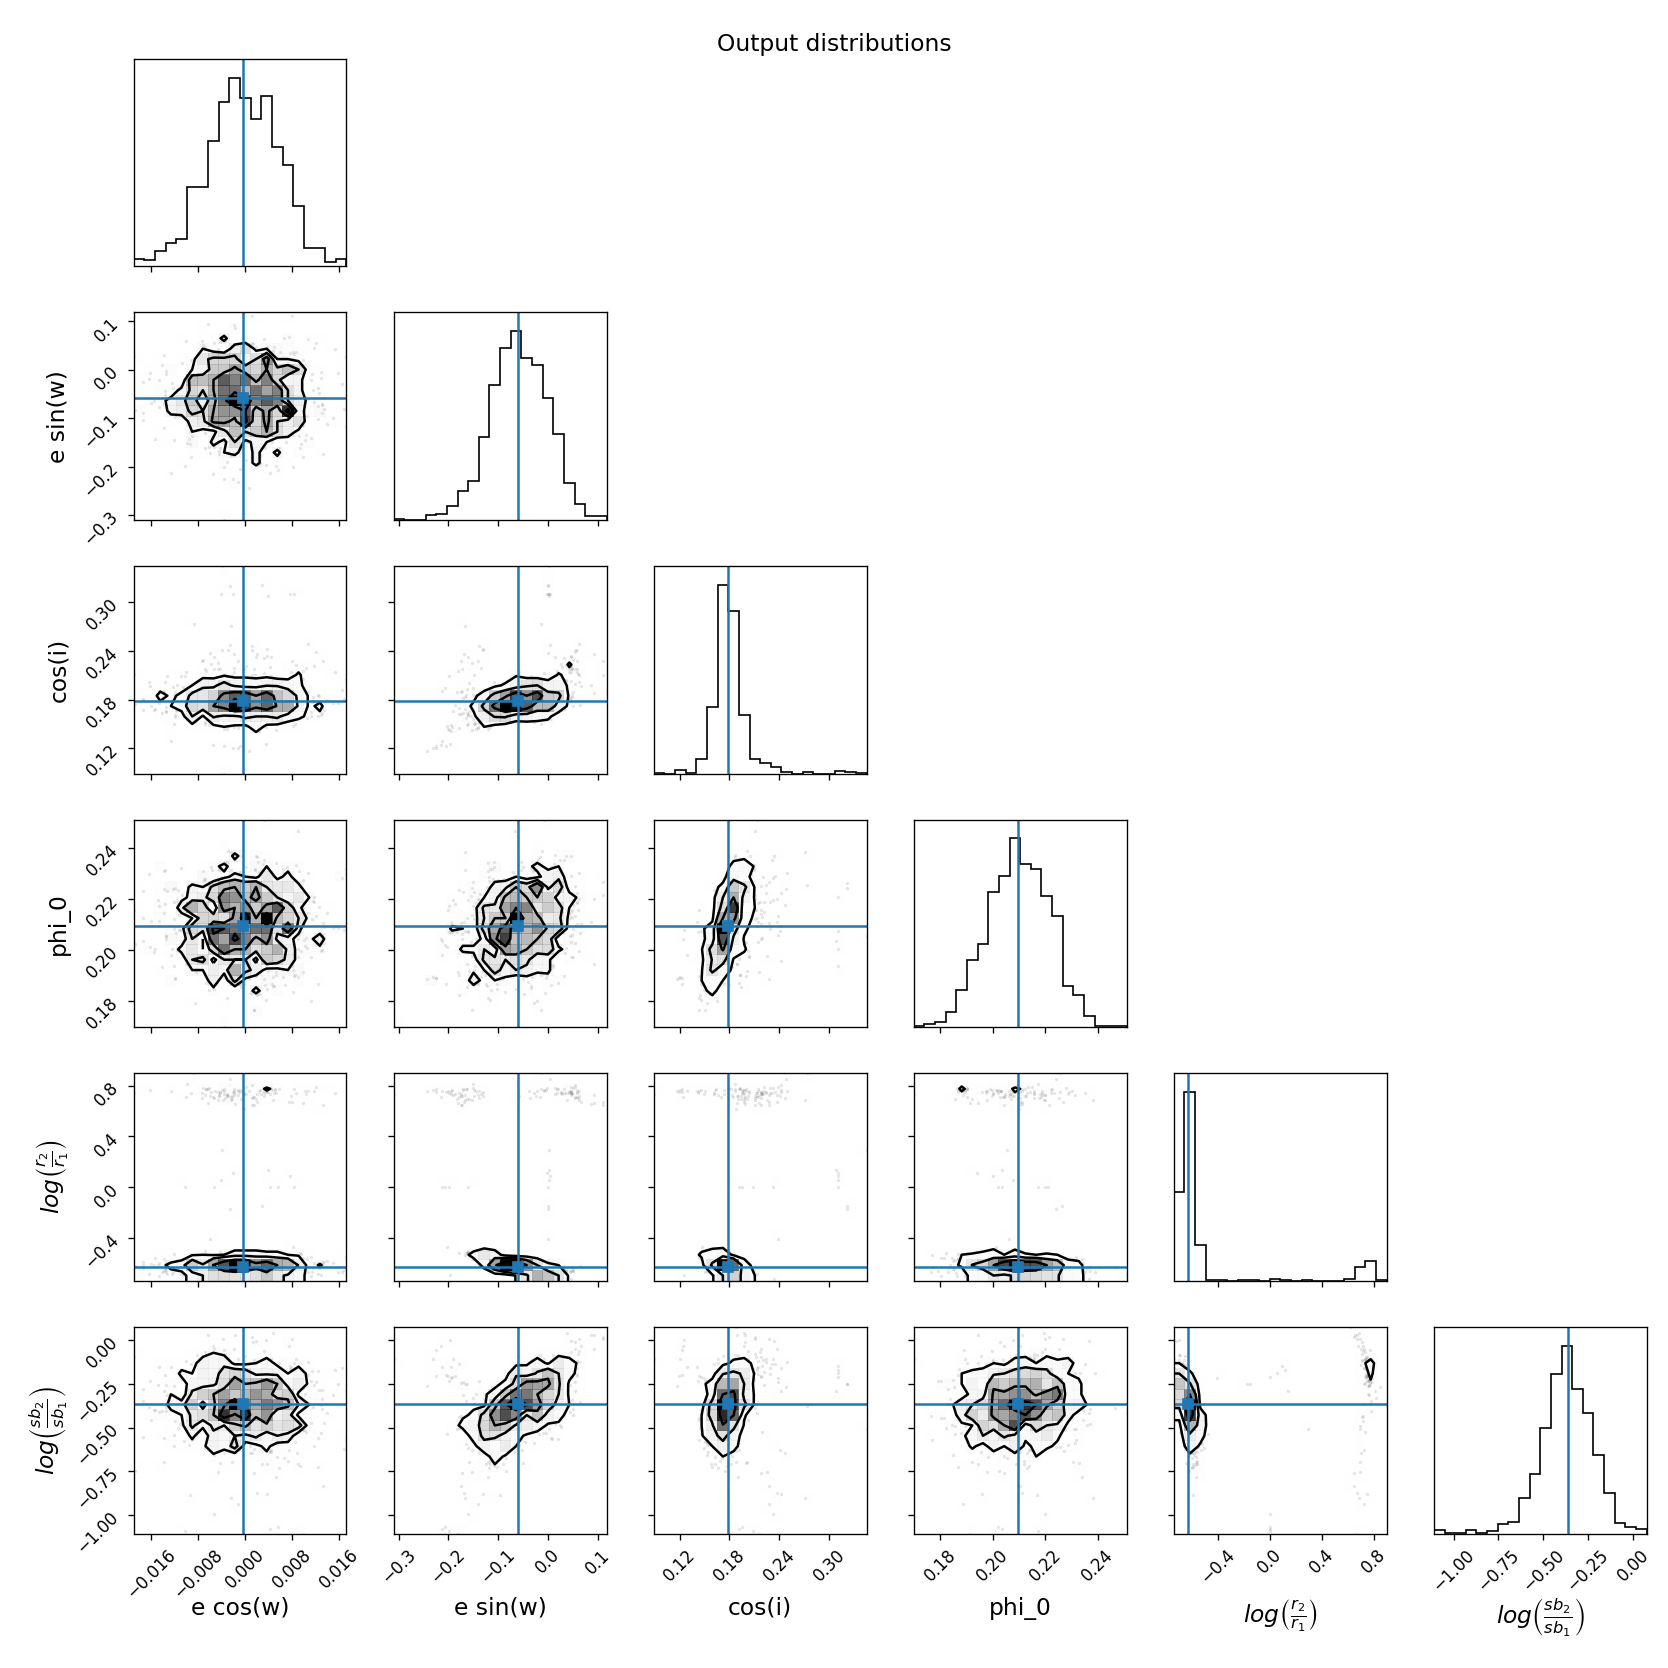 Output distributions
e sin(w)
0.1
0.0
−0.1
−0.2
−0.3
cos(i)
0.30
0.24
0.18
0.12
phi_0
0.24
0.22
0.20
0.18
log(r₂/r₁)
0.8
0.4
0.0
−0.4
log(sb₂/sb₁)
0.00
−0.25
−0.50
−0.75
−1.00
−0.016 −0.008 0.000 0.008 0.016
−0.3 −0.2 −0.1 0.0 0.1
0.12 0.18 0.24 0.30
0.18 0.20 0.22 0.24
−0.4 0.0 0.4 0.8
−1.00 −0.75 −0.50 −0.25 0.00
e cos(w)
e sin(w)
cos(i)
phi_0
log(r₂/r₁)
log(sb₂/sb₁)